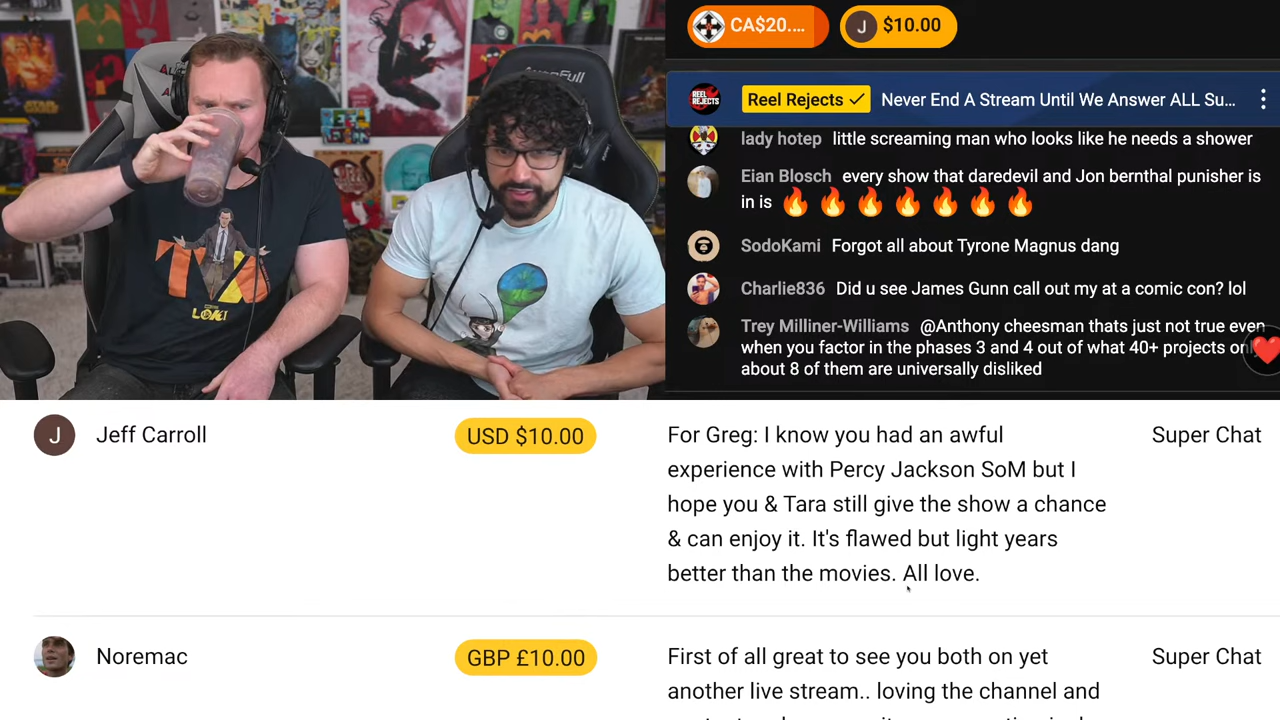 CA$20....
J $10.00
REEL REJECTS
Reel Rejects Never End A Stream Until We Answer ALL Su...
lady hotep little screaming man who looks like he needs a shower
Eian Blosch every show that daredevil and Jon bernthal punisher is
in is 🔥 🔥 🔥 🔥 🔥 🔥 🔥
SodoKami Forgot all about Tyrone Magnus dang
Charlie836 Did u see James Gunn call out my at a comic con? lol
Trey Milliner-Williams @Anthony cheesman thats just not true even
when you factor in the phases 3 and 4 out of what 40+ projects
about 8 of them are universally disliked
LOKI
J Jeff Carroll USD $10.00 For Greg: I know you had an awful Super Chat
experience with Percy Jackson SoM but I
hope you & Tara still give the show a chance
& can enjoy it. It's flawed but light years
better than the movies. All love.
Noremac GBP £10.00 First of all great to see you both on yet Super Chat
another live stream.. loving the channel and